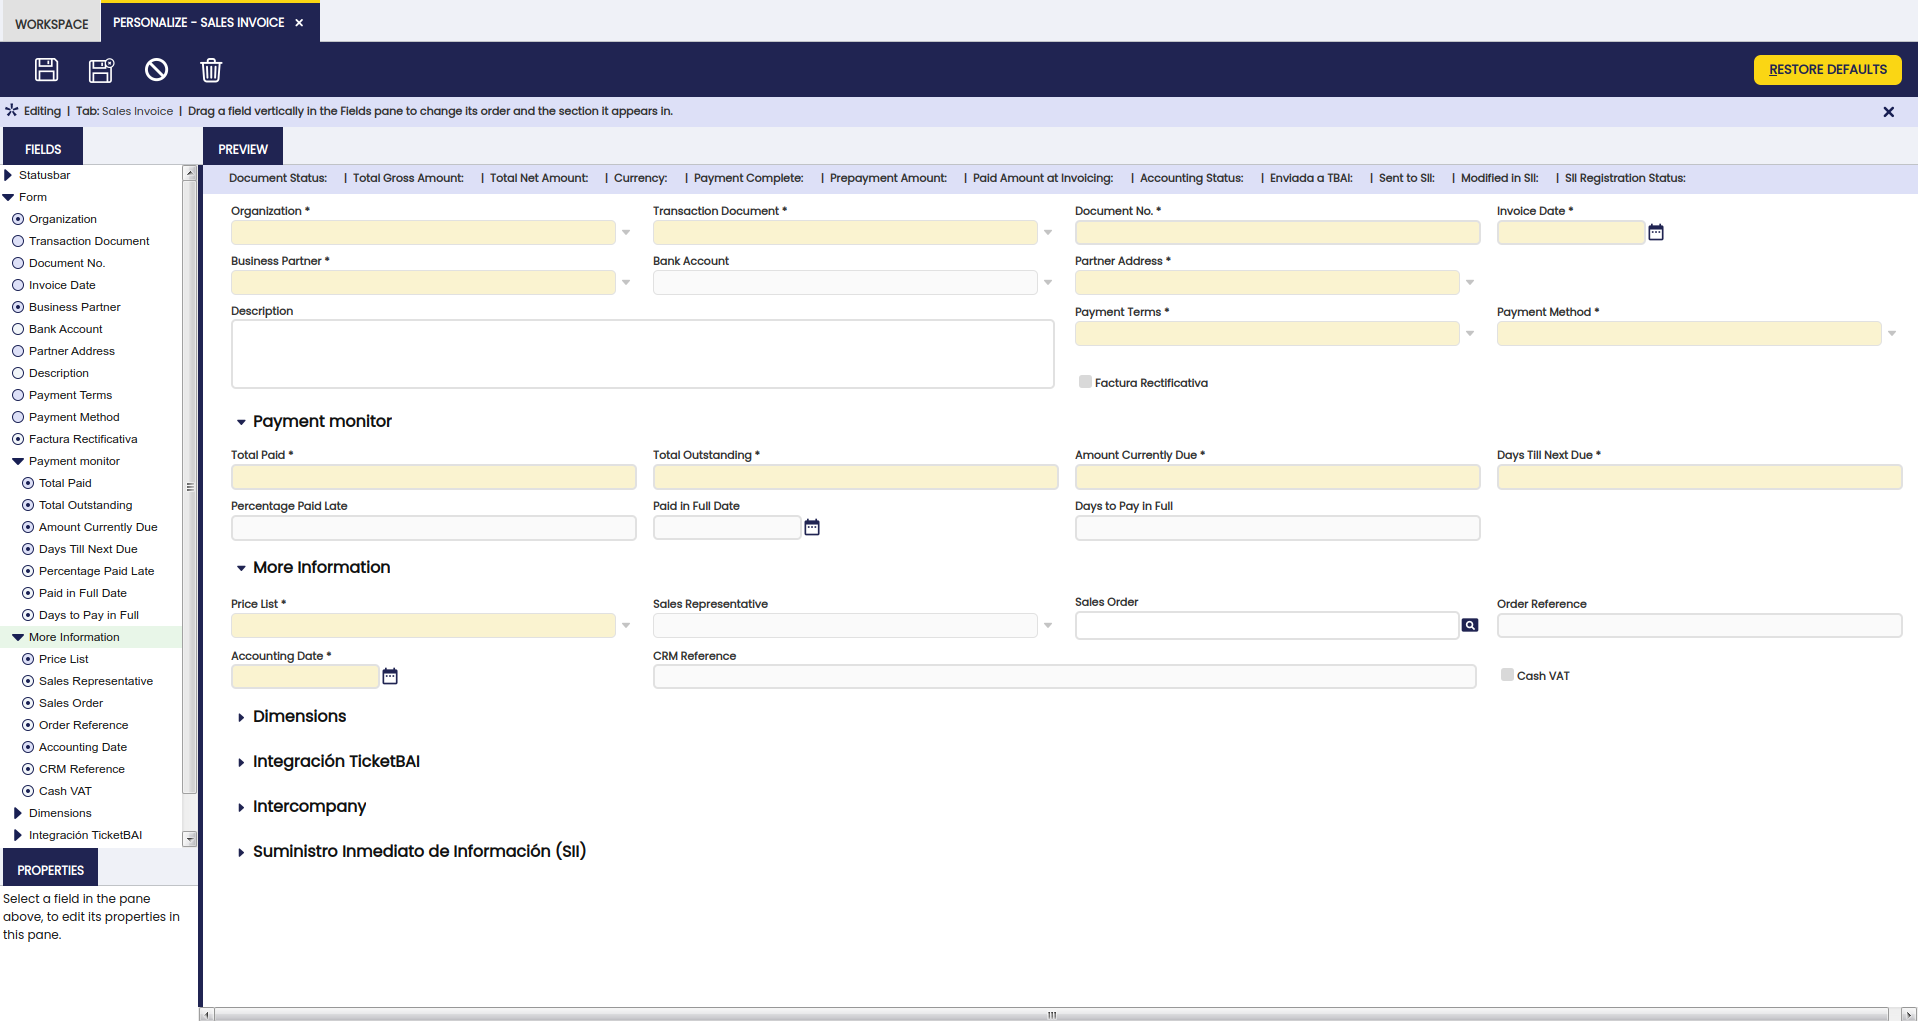 WORKSPACE
PERSONALIZE - SALES INVOICE
RESTORE DEFAULTS
Editing | Tab: Sales Invoice | Drag a field vertically in the Fields pane to change its order and the section it appears in.
FIELDS
Statusbar
Form
Organization
Transaction Document
Document No.
Invoice Date
Business Partner
Bank Account
Partner Address
Description
Payment Terms
Payment Method
Factura Rectificativa
Payment monitor
Total Paid
Total Outstanding
Amount Currently Due
Days Till Next Due
Percentage Paid Late
Paid in Full Date
Days to Pay in Full
More Information
Price List
Sales Representative
Sales Order
Order Reference
Accounting Date
CRM Reference
Cash VAT
Dimensions
Integración TicketBAI
PROPERTIES
Select a field in the pane
above, to edit its properties in
this pane.
PREVIEW
Document Status: | Total Gross Amount: | Total Net Amount: | Currency: | Payment Complete: | Prepayment Amount: | Paid Amount at Invoicing: | Accounting Status: | Enviada a TBAI: | Sent to SII: | Modified in SII: | SII Registration Status:
Organization * Transaction Document * Document No. * Invoice Date *
Business Partner * Bank Account Partner Address *
Description Payment Terms * Payment Method *
Factura Rectificativa
Payment monitor
Total Paid * Total Outstanding * Amount Currently Due * Days Till Next Due *
Percentage Paid Late Paid in Full Date Days to Pay in Full
More Information
Price List * Sales Representative Sales Order Order Reference
Accounting Date * CRM Reference Cash VAT
Dimensions
Integración TicketBAI
Intercompany
Suministro Inmediato de Información (SII)